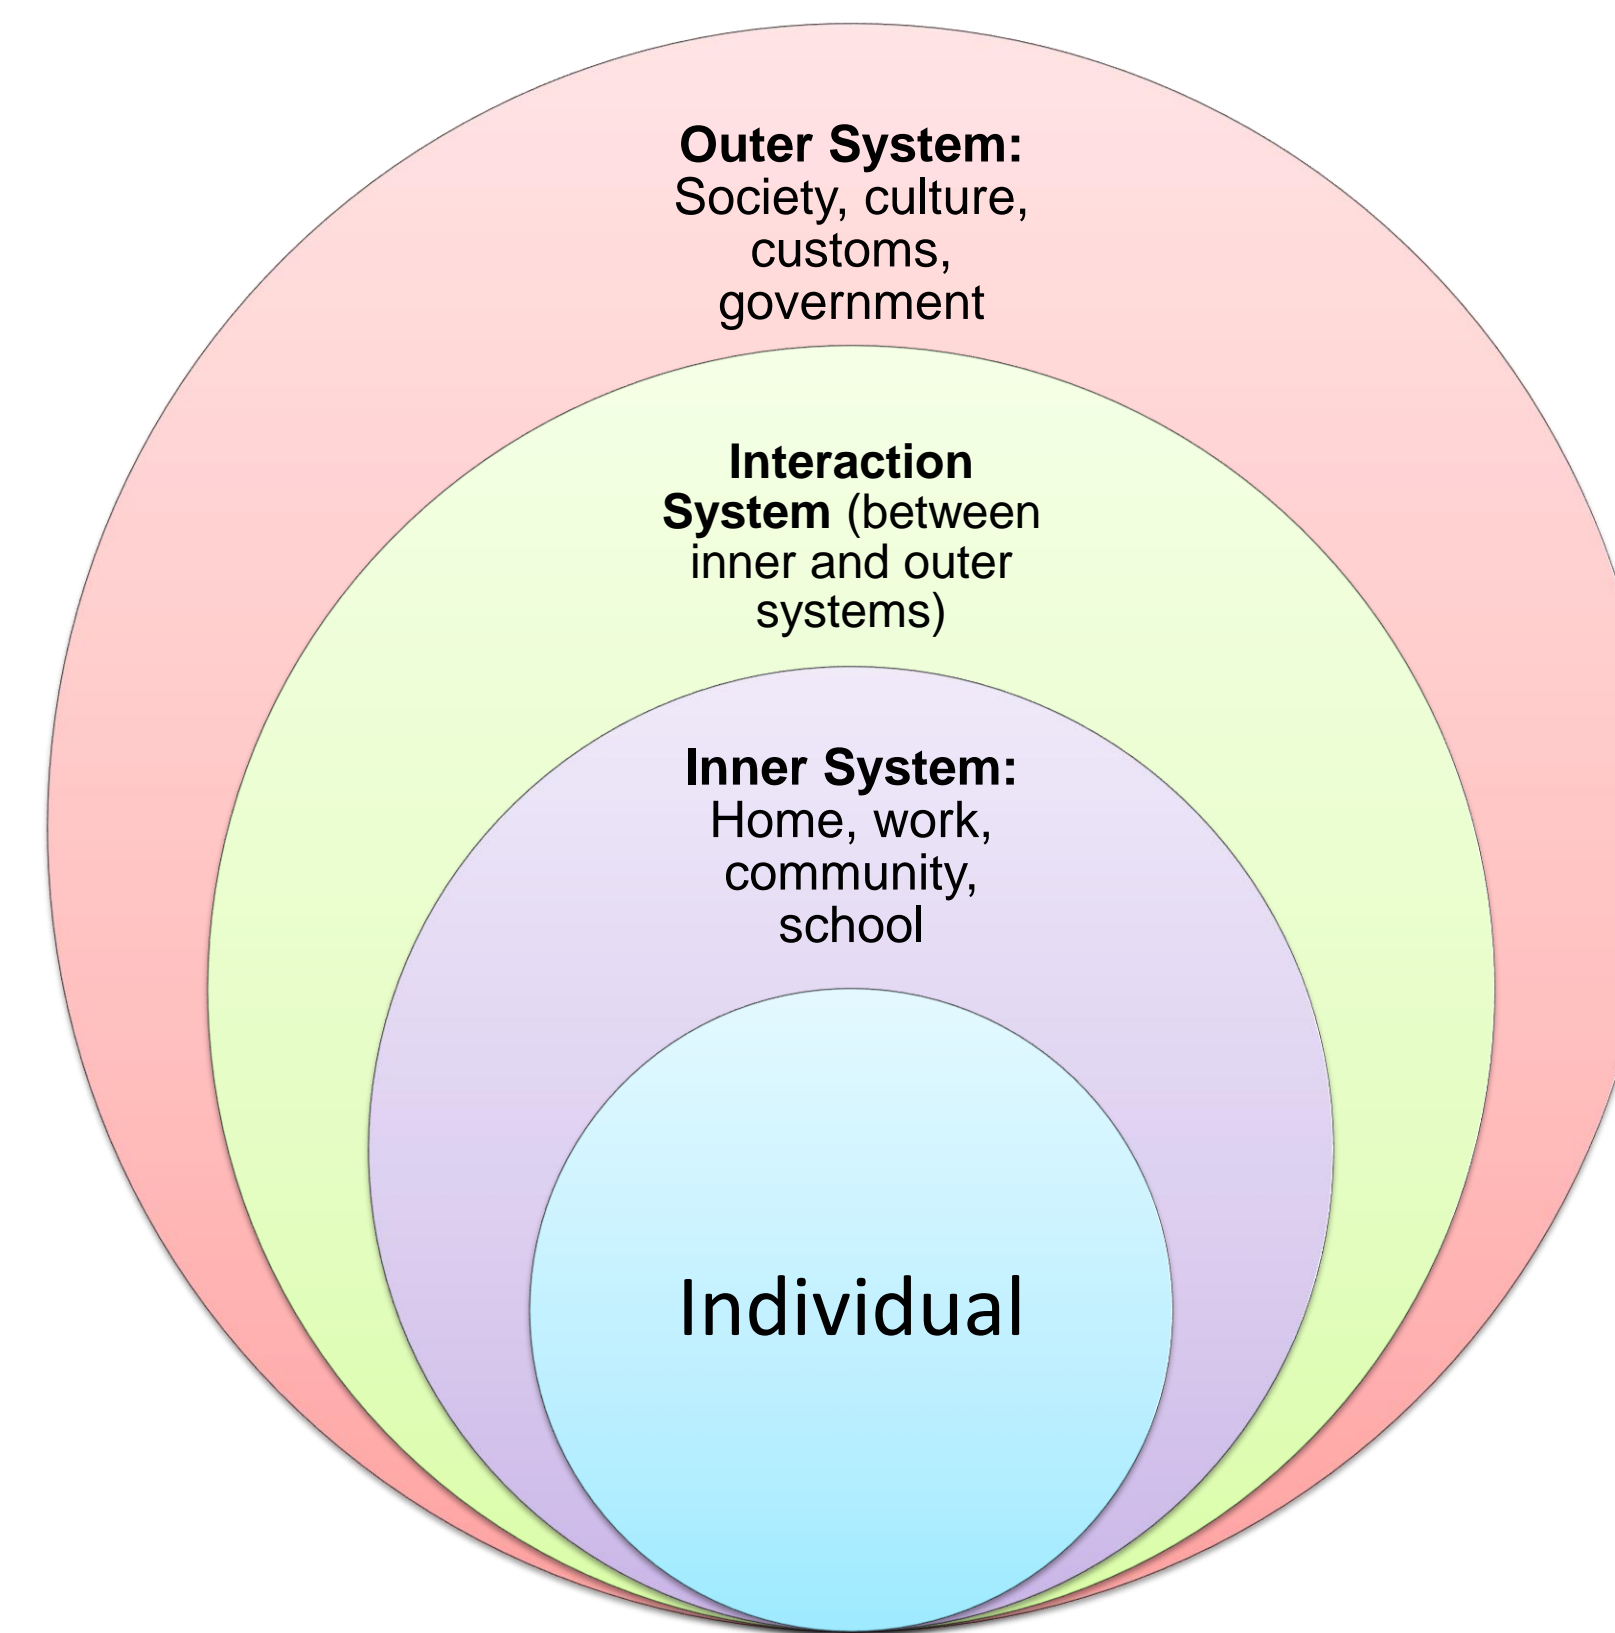 Outer System:
Society, culture,
customs,
government
Interaction
System (between
inner and outer
systems)
Inner System:
Home, work,
community,
school
Individual